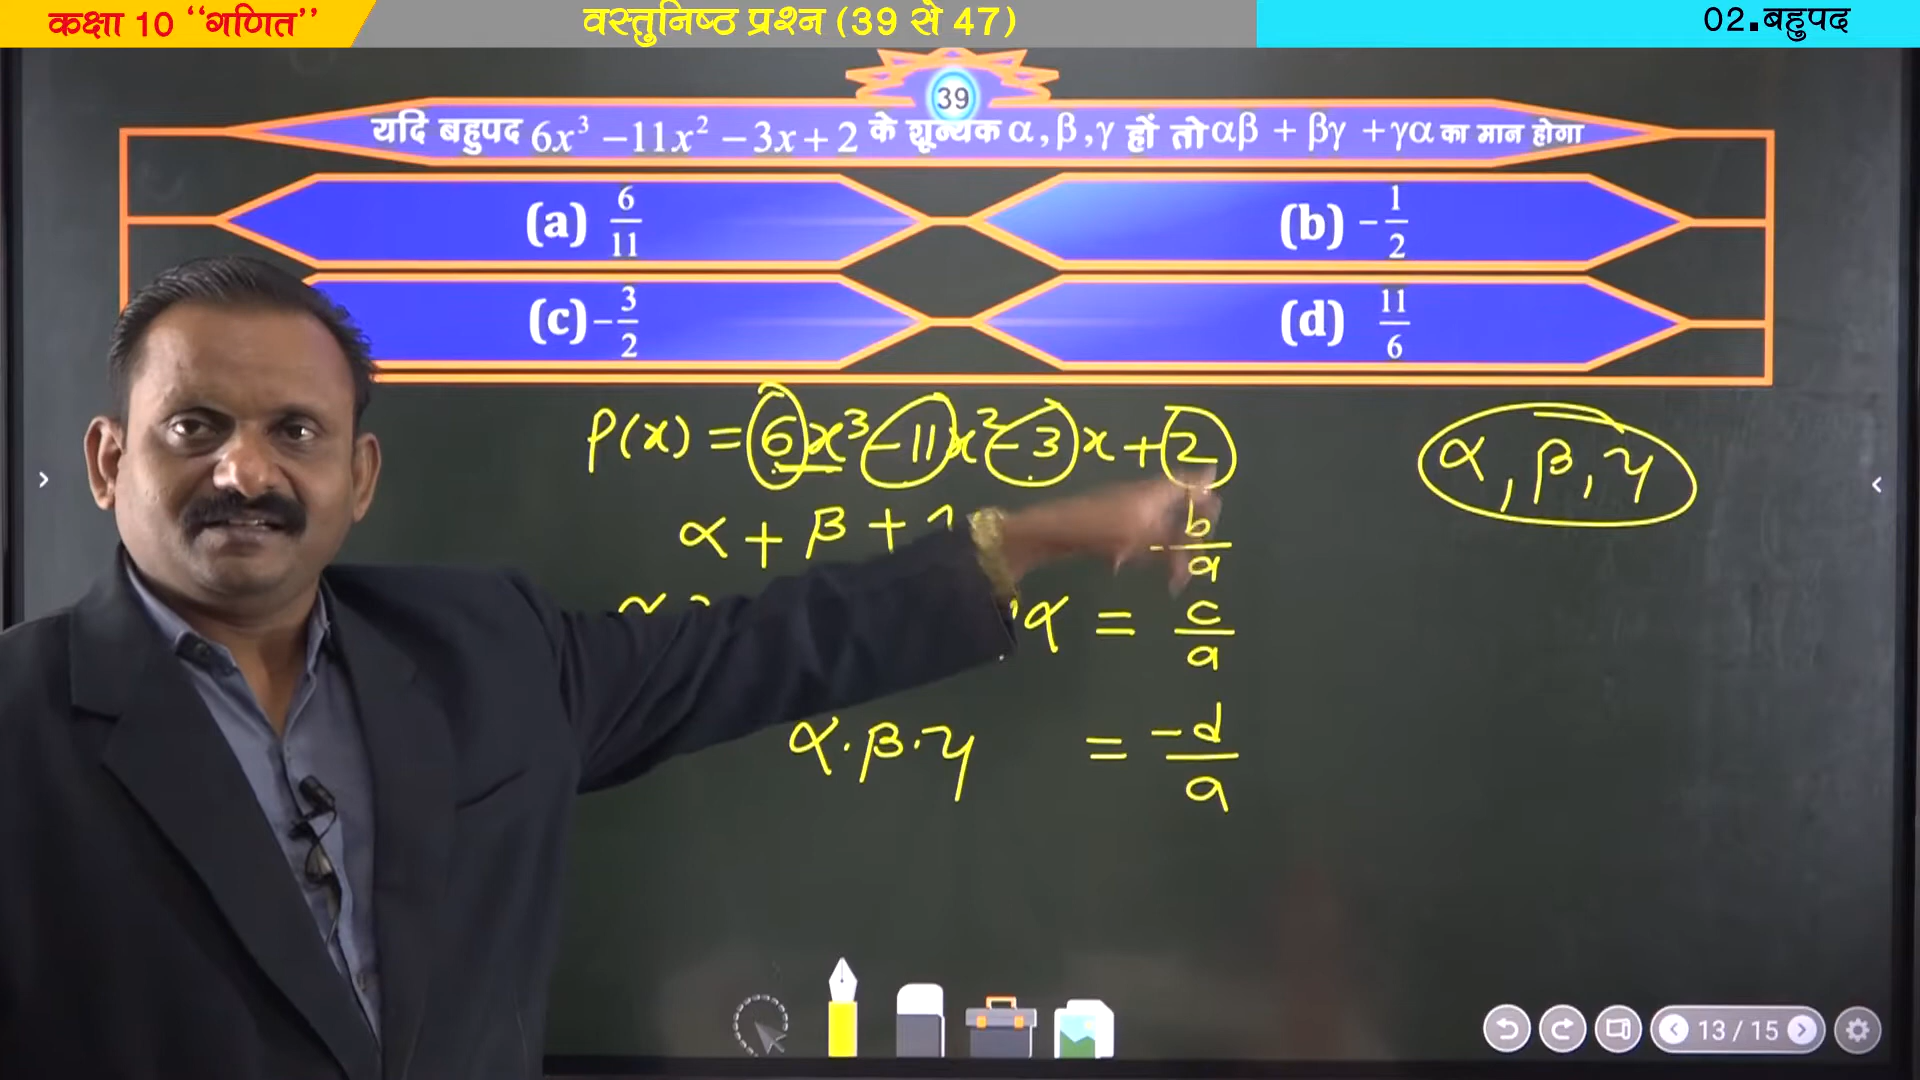 कक्षा 10 “गणित”
वस्तुनिष्ठ प्रश्न (39 से 47)
02.बहुपद
39
यदि बहुपद 6x³ −11x² −3x+2 के शून्यक α,β,γ हों तो αβ + βγ +γα का मान होगा
(a) 6/11
(b) -1/2
(c) -3/2
(d) 11/6
P(x) = 6x³ -11x² -3x+2
α, β, γ
α + β + -b/a
α = c/a
α.β.γ = -d/a
13 / 15